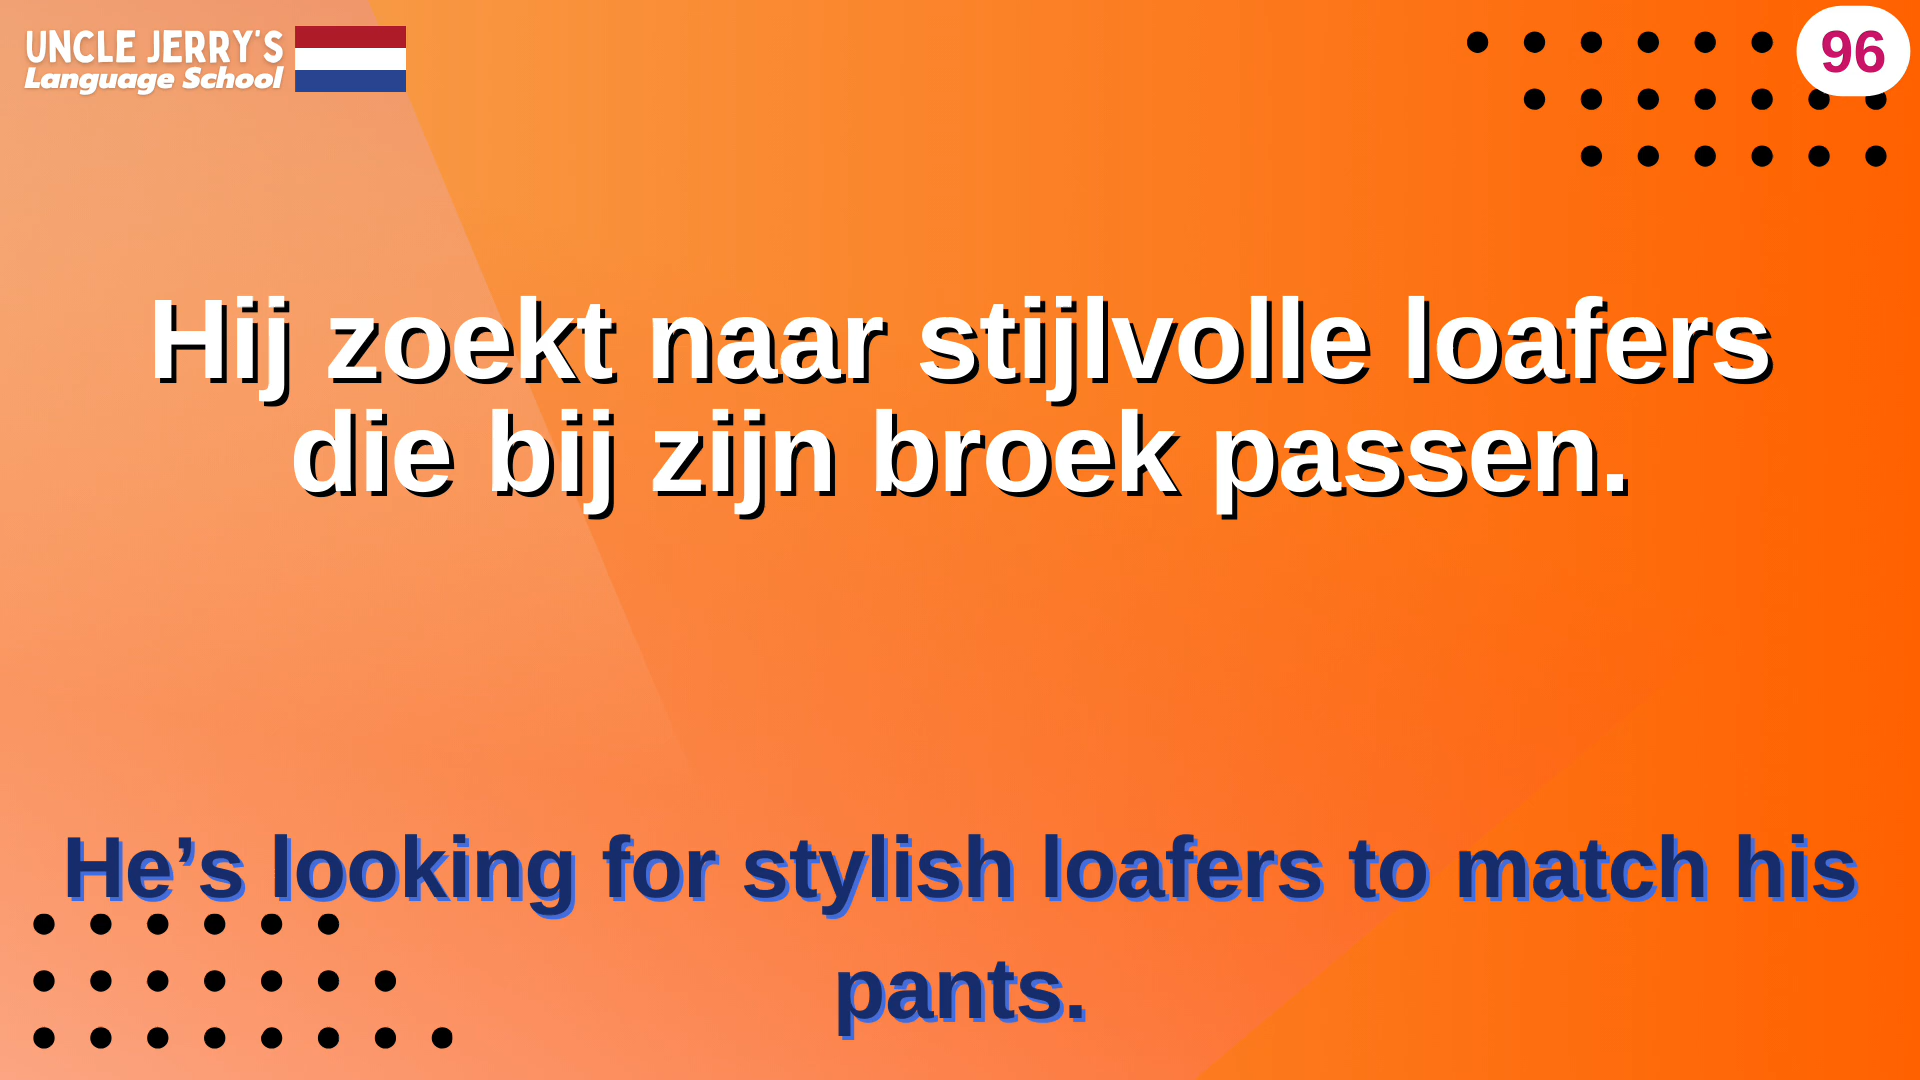 UNCLE JERRY'S
Language School
96
Hij zoekt naar stijlvolle loafers
die bij zijn broek passen.
He’s looking for stylish loafers to match his
pants.